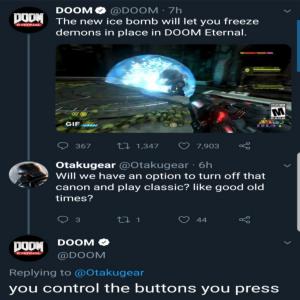 DOOM
DOOM @DOOM · 7h
The new ice bomb will let you freeze
demons in place in DOOM Eternal.
M
GIF
367 1,347 7,903
Otakugear @Otakugear · 6h
Will we have an option to turn off that
canon and play classic? like good old
times?
3 1 44
DOOM
DOOM
@DOOM
Replying to @Otakugear
you control the buttons you press